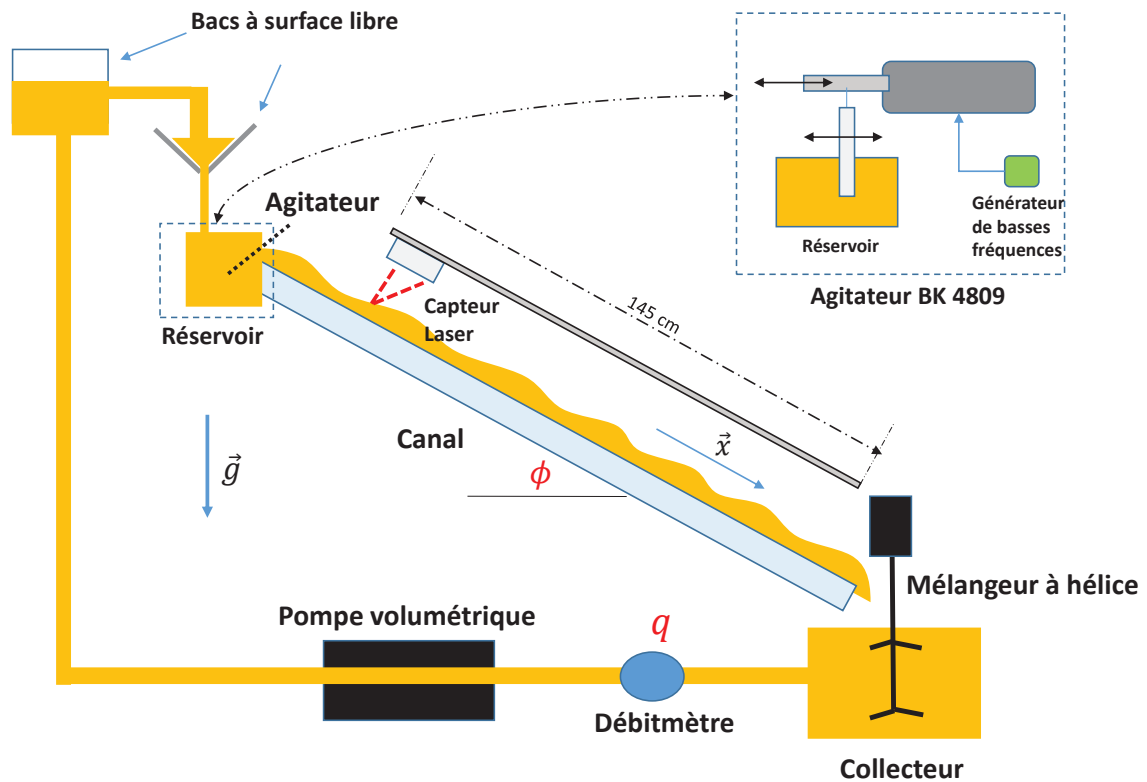 Bacs à surface libre
Agitateur
Réservoir
Capteur
Laser
145 cm
Canal
ϕ
g⃗
x⃗
Réservoir
Générateur
de basses
fréquences
Agitateur BK 4809
Mélangeur à hélice
Pompe volumétrique
q
Débitmètre
Collecteur